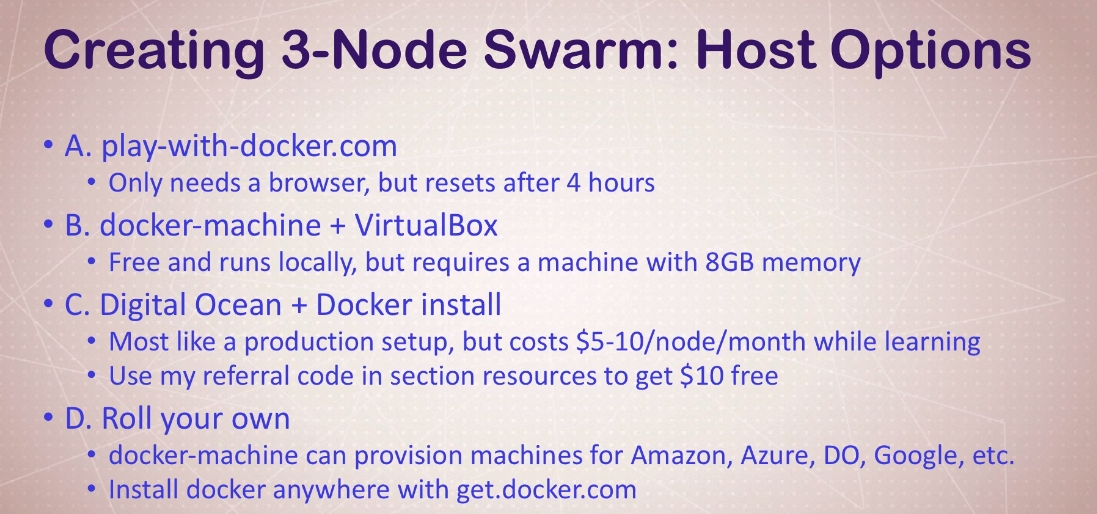 Creating 3-Node Swarm: Host Options
• A. play-with-docker.com
• Only needs a browser, but resets after 4 hours
• B. docker-machine + VirtualBox
• Free and runs locally, but requires a machine with 8GB memory
• C. Digital Ocean + Docker install
• Most like a production setup, but costs $5-10/node/month while learning
• Use my referral code in section resources to get $10 free
• D. Roll your own
• docker-machine can provision machines for Amazon, Azure, DO, Google, etc.
• Install docker anywhere with get.docker.com